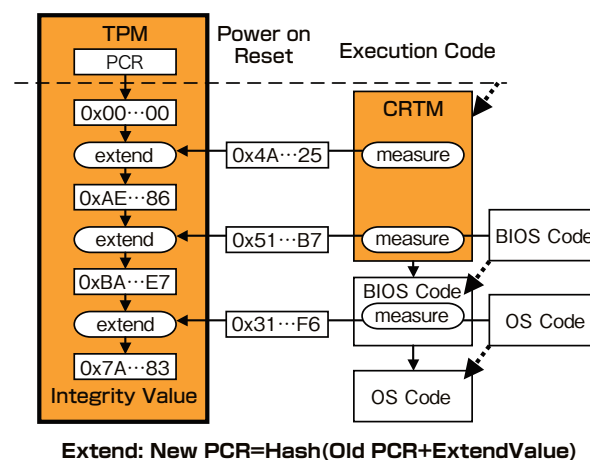 TPM
Power on
Reset
Execution Code
PCR
CRTM
0x00···00
extend
0x4A···25
measure
0xAE···86
extend
0x51···B7
measure
BIOS Code
0xBA···E7
BIOS Code
extend
0x31···F6
measure
OS Code
0x7A···83
Integrity Value
OS Code
Extend: New PCR=Hash(Old PCR+ExtendValue)